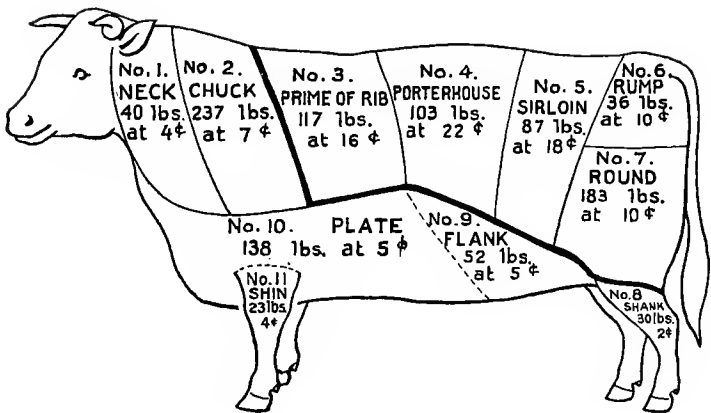 No. 1.
NECK
40 lbs.
at 4¢
No. 2.
CHUCK
237 lbs.
at 7¢
No. 3.
PRIME OF RIB
117 lbs.
at 16¢
No. 4.
PORTERHOUSE
103 lbs.
at 22¢
No. 5.
SIRLOIN
87 lbs.
at 18¢
No. 6.
RUMP
36 lbs.
at 10¢
No. 7.
ROUND
183 lbs.
at 10¢
No. 10. PLATE
138 lbs. at 5¢
No. 9.
FLANK
52 lbs.
at 5¢
No. 11
SHIN
23 lbs.
4¢
No. 8
SHANK
30 lbs.
2¢